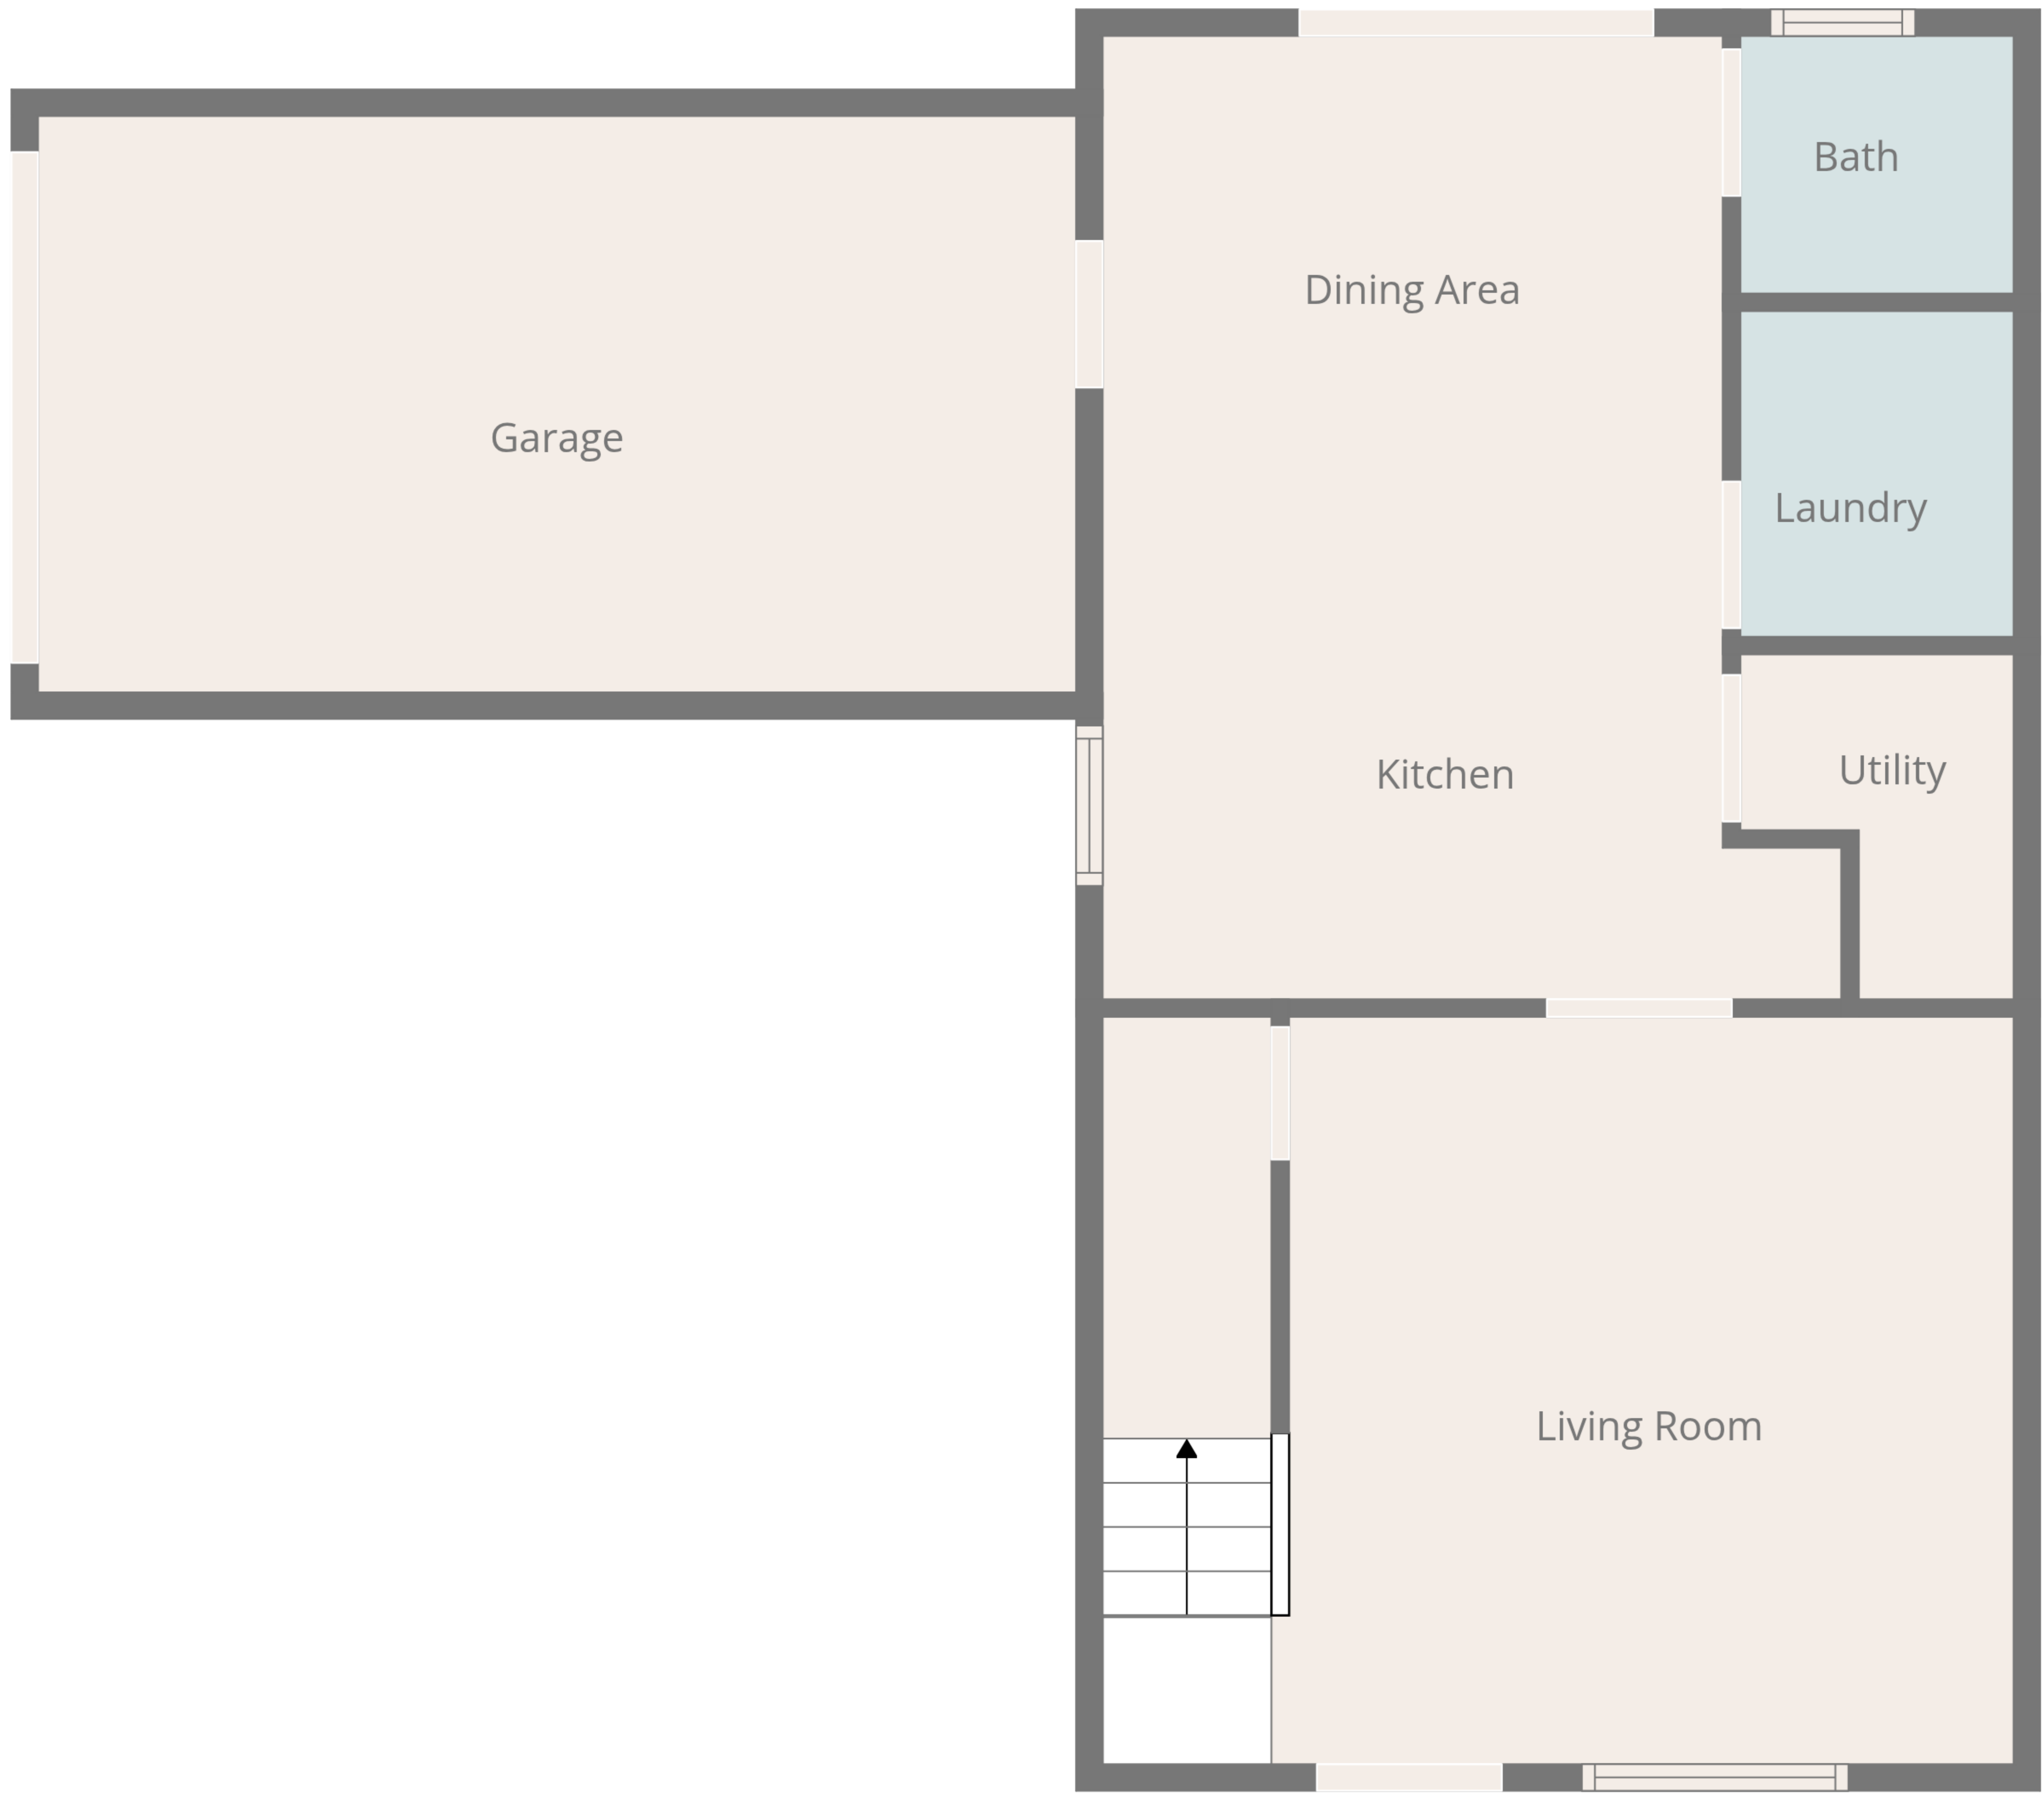 Bath
Dining Area
Garage
Laundry
Kitchen
Utility
Living Room